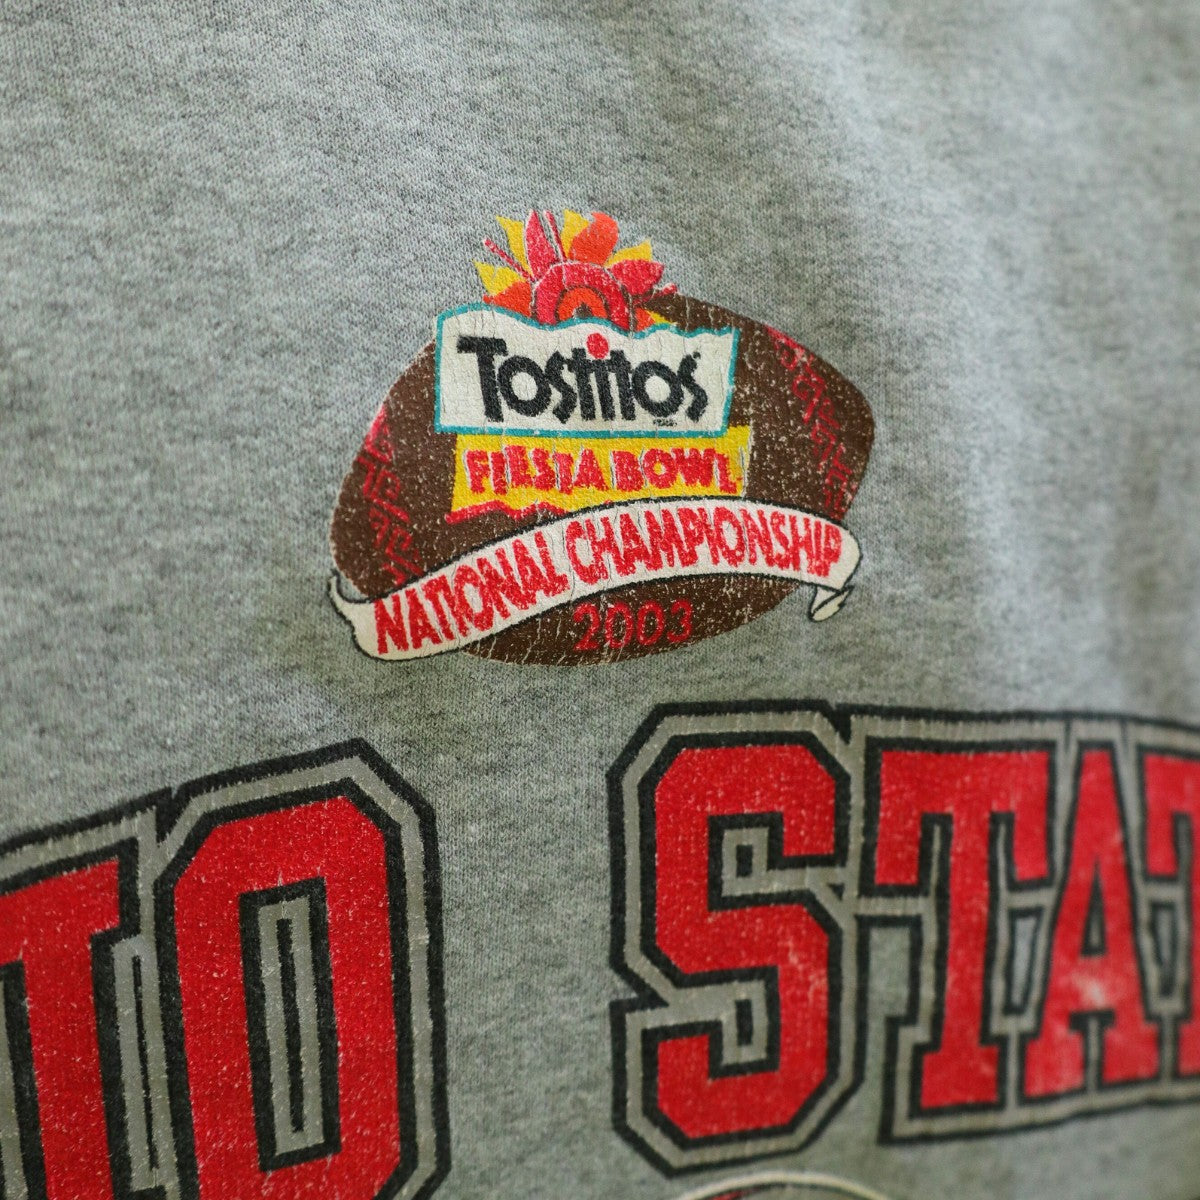 Tostitos
FIESTA BOWL
NATIONAL CHAMPIONSHIP
2003
IO STAT